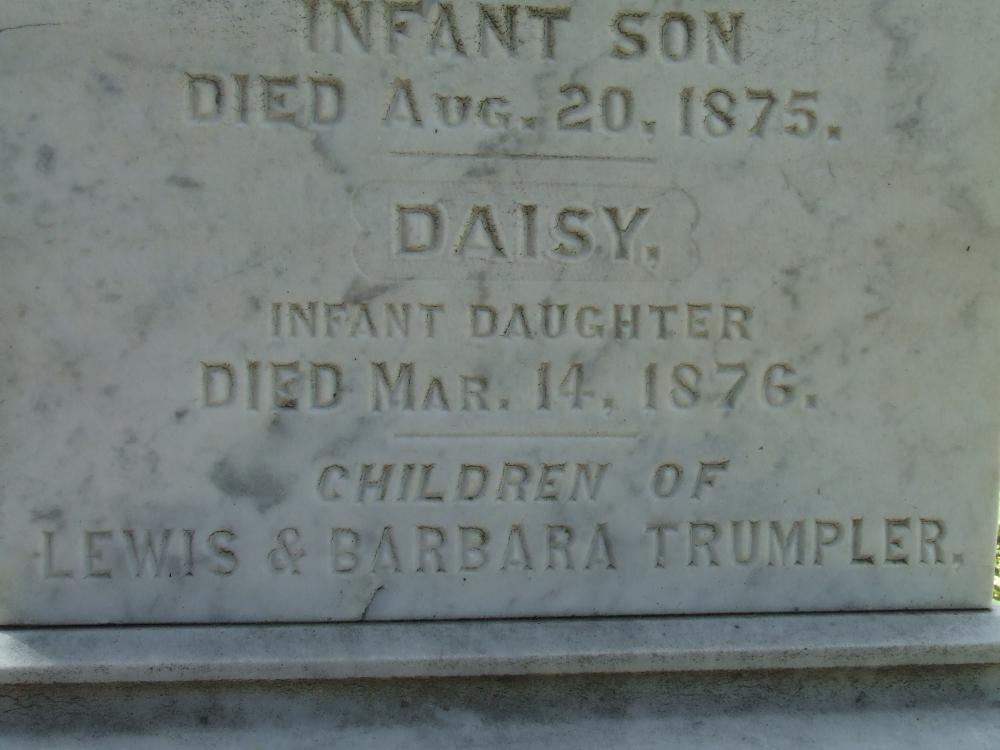 INFANT SON
DIED AUG. 20, 1875.
DAISY.
INFANT DAUGHTER
DIED MAR. 14, 1876.
CHILDREN OF
LEWIS & BARBARA TRUMPLER.